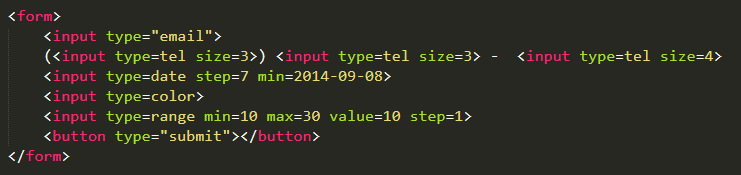 <form>
<input type="email">
(<input type=tel size=3>) <input type=tel size=3> -  <input type=tel size=4>
<input type=date step=7 min=2014-09-08>
<input type=color>
<input type=range min=10 max=30 value=10 step=1>
<button type="submit"></button>
</form>